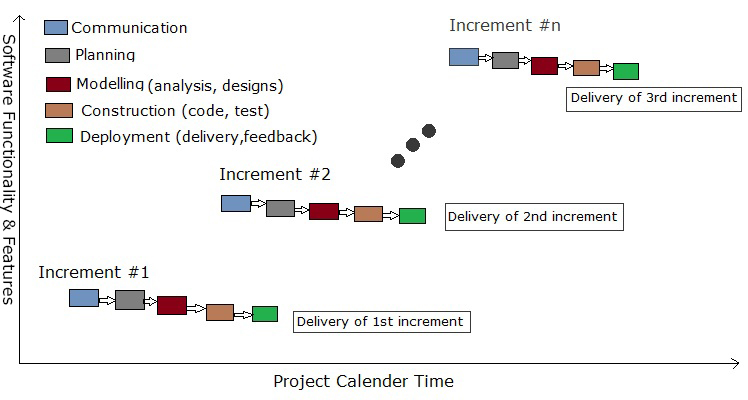 Software Functionality & Features
Communication
Planning
Modelling (analysis, designs)
Construction (code, test)
Deployment (delivery,feedback)
Increment #n
Delivery of 3rd increment
Increment #2
Delivery of 2nd increment
Increment #1
Delivery of 1st increment
Project Calender Time